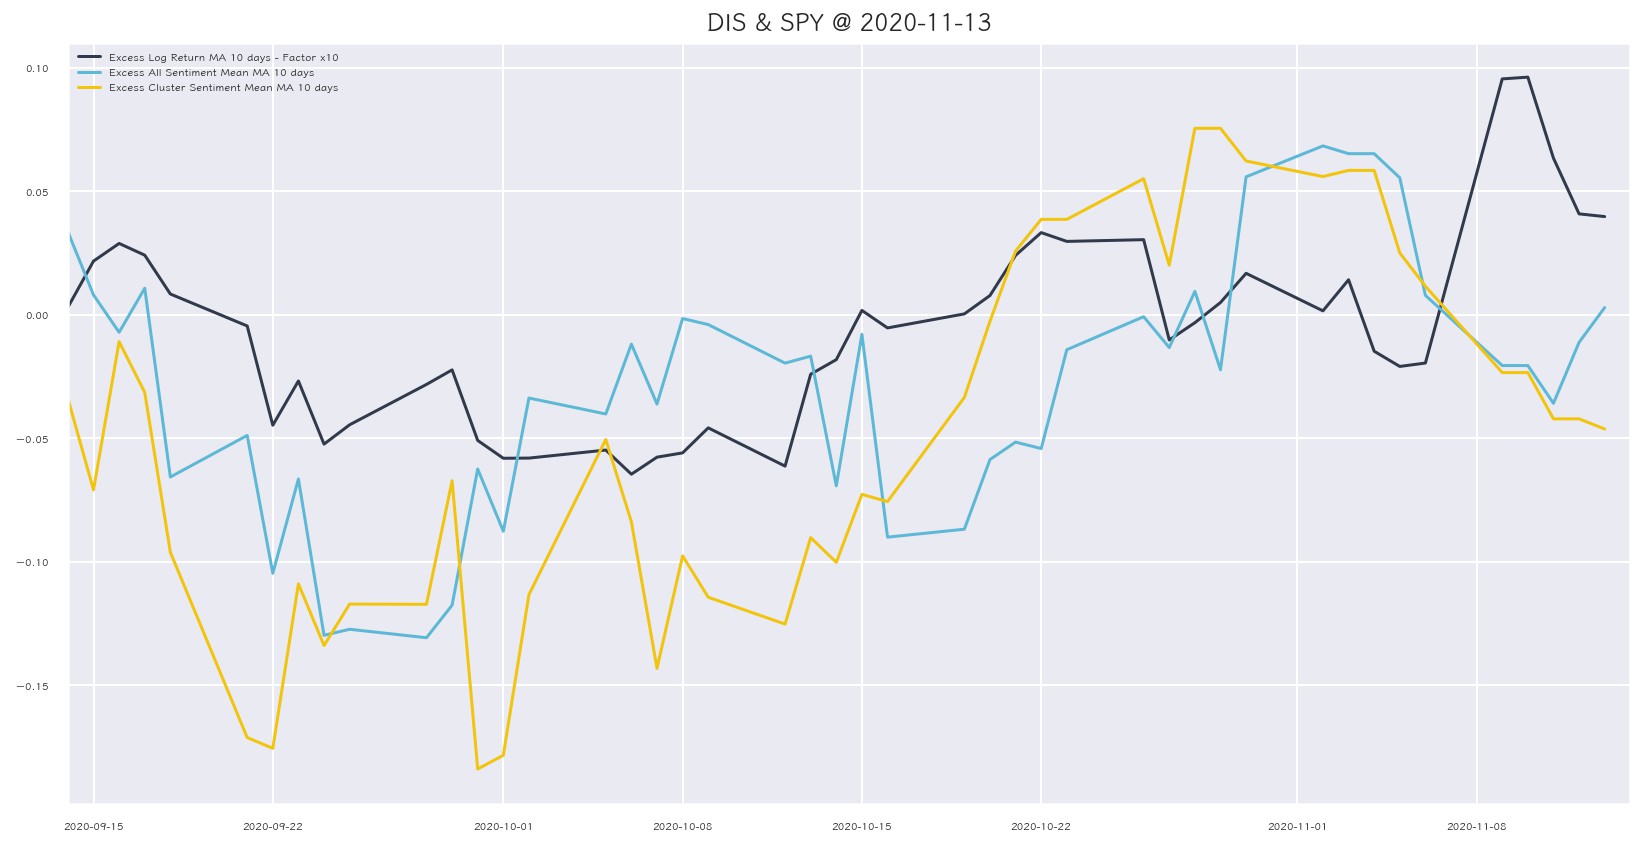 DIS & SPY @ 2020-11-13
Excess Log Return MA 10 days - Factor x10
Excess All Sentiment Mean MA 10 days
Excess Cluster Sentiment Mean MA 10 days
0.10
0.05
0.00
−0.05
−0.10
−0.15
2020-09-15 2020-09-22 2020-10-01 2020-10-08 2020-10-15 2020-10-22 2020-11-01 2020-11-08